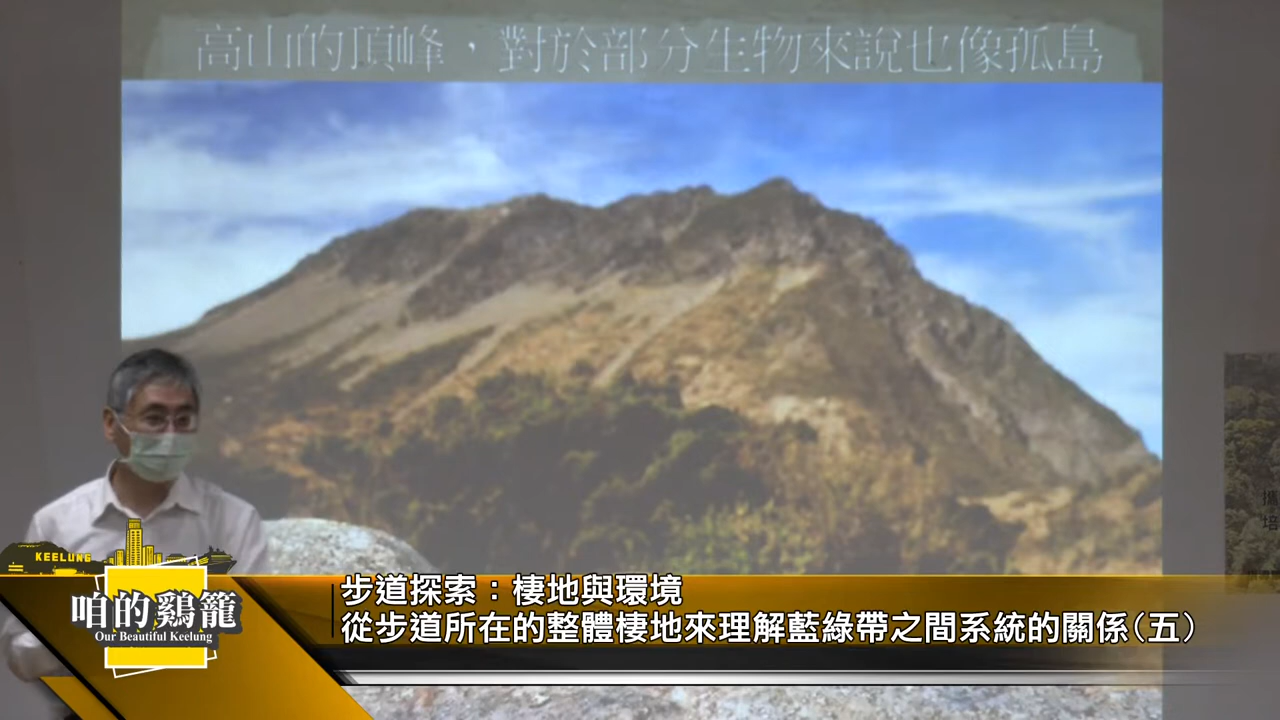 高山的頂峰，對於部分生物來說也像孤島
KEELUNG
咱的鷄籠
Our Beautiful Keelung
步道探索：棲地與環境
從步道所在的整體棲地來理解藍綠帶之間系統的關係(五)